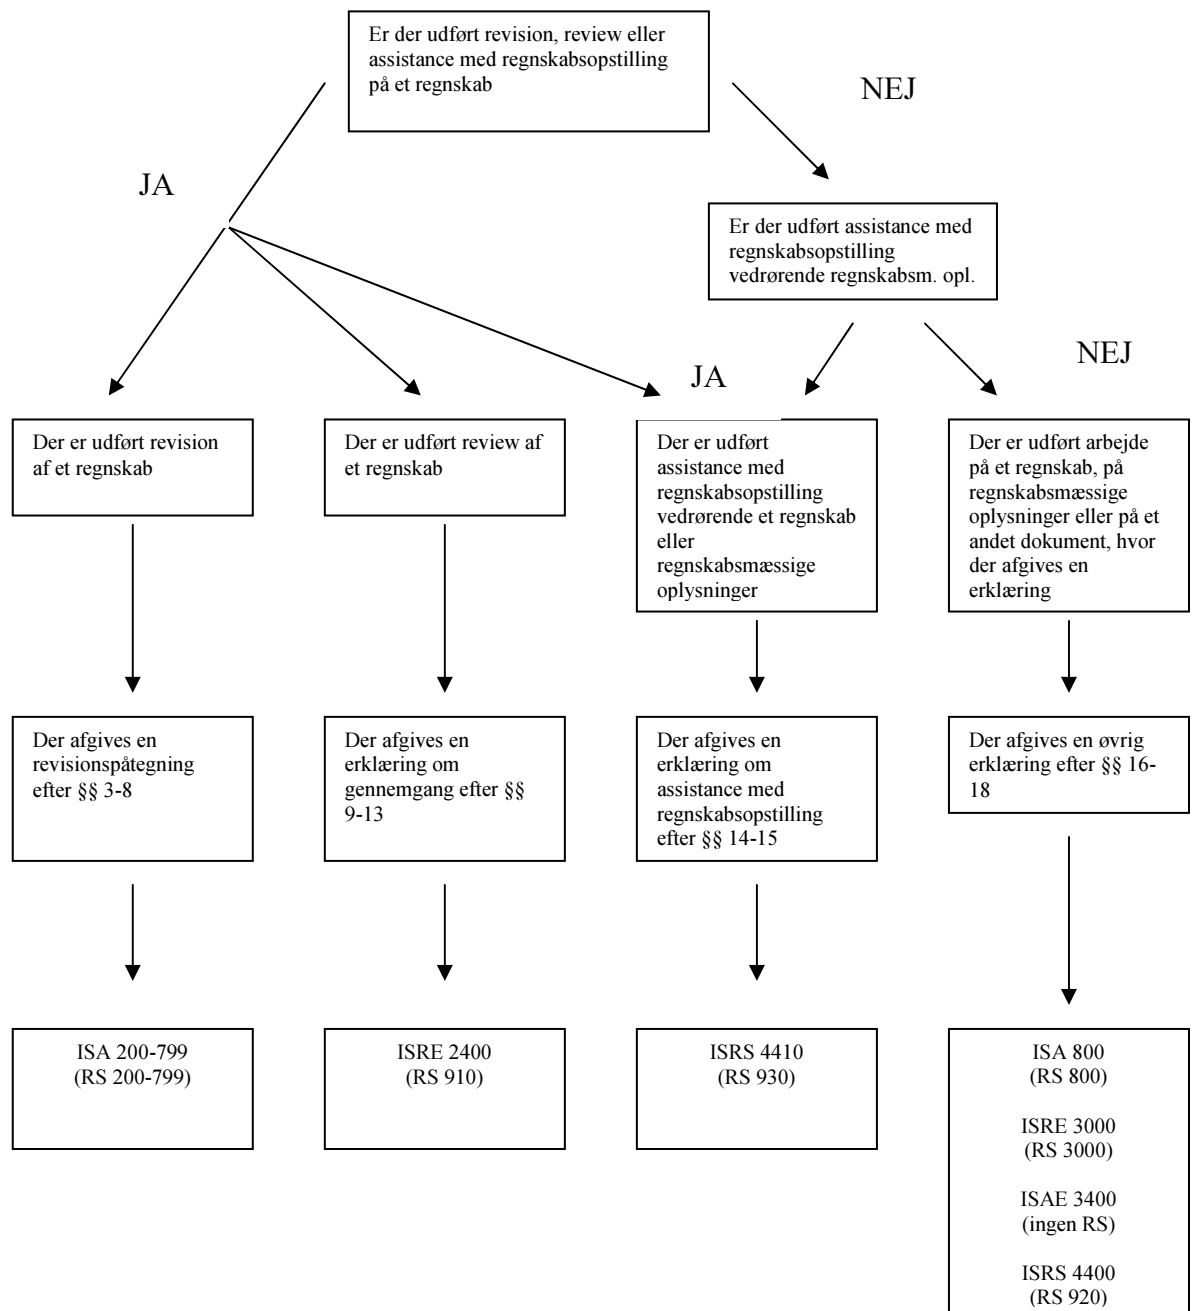 Er der udført revision, review eller
assistance med regnskabsopstilling
på et regnskab
NEJ
JA
Er der udført assistance med
regnskabsopstilling
vedrørende regnskabsm. opl.
NEJ
JA
Der er udført revision
af et regnskab
Der er udført review af
et regnskab
Der er udført
assistance med
regnskabsopstilling
vedrørende et regnskab
eller
regnskabsmæssige
oplysninger
Der er udført arbejde
på et regnskab, på
regnskabsmæssige
oplysninger eller på et
andet dokument, hvor
der afgives en
erklæring
Der afgives en
revisionspåtegning
efter §§ 3-8
Der afgives en
erklæring om
gennemgang efter §§
9-13
Der afgives en
erklæring om
assistance med
regnskabsopstilling
efter §§ 14-15
Der afgives en øvrig
erklæring efter §§ 16-
18
ISA 200-799
(RS 200-799)
ISRE 2400
(RS 910)
ISRS 4410
(RS 930)
ISA 800
(RS 800)
ISRE 3000
(RS 3000)
ISAE 3400
(ingen RS)
ISRS 4400
(RS 920)